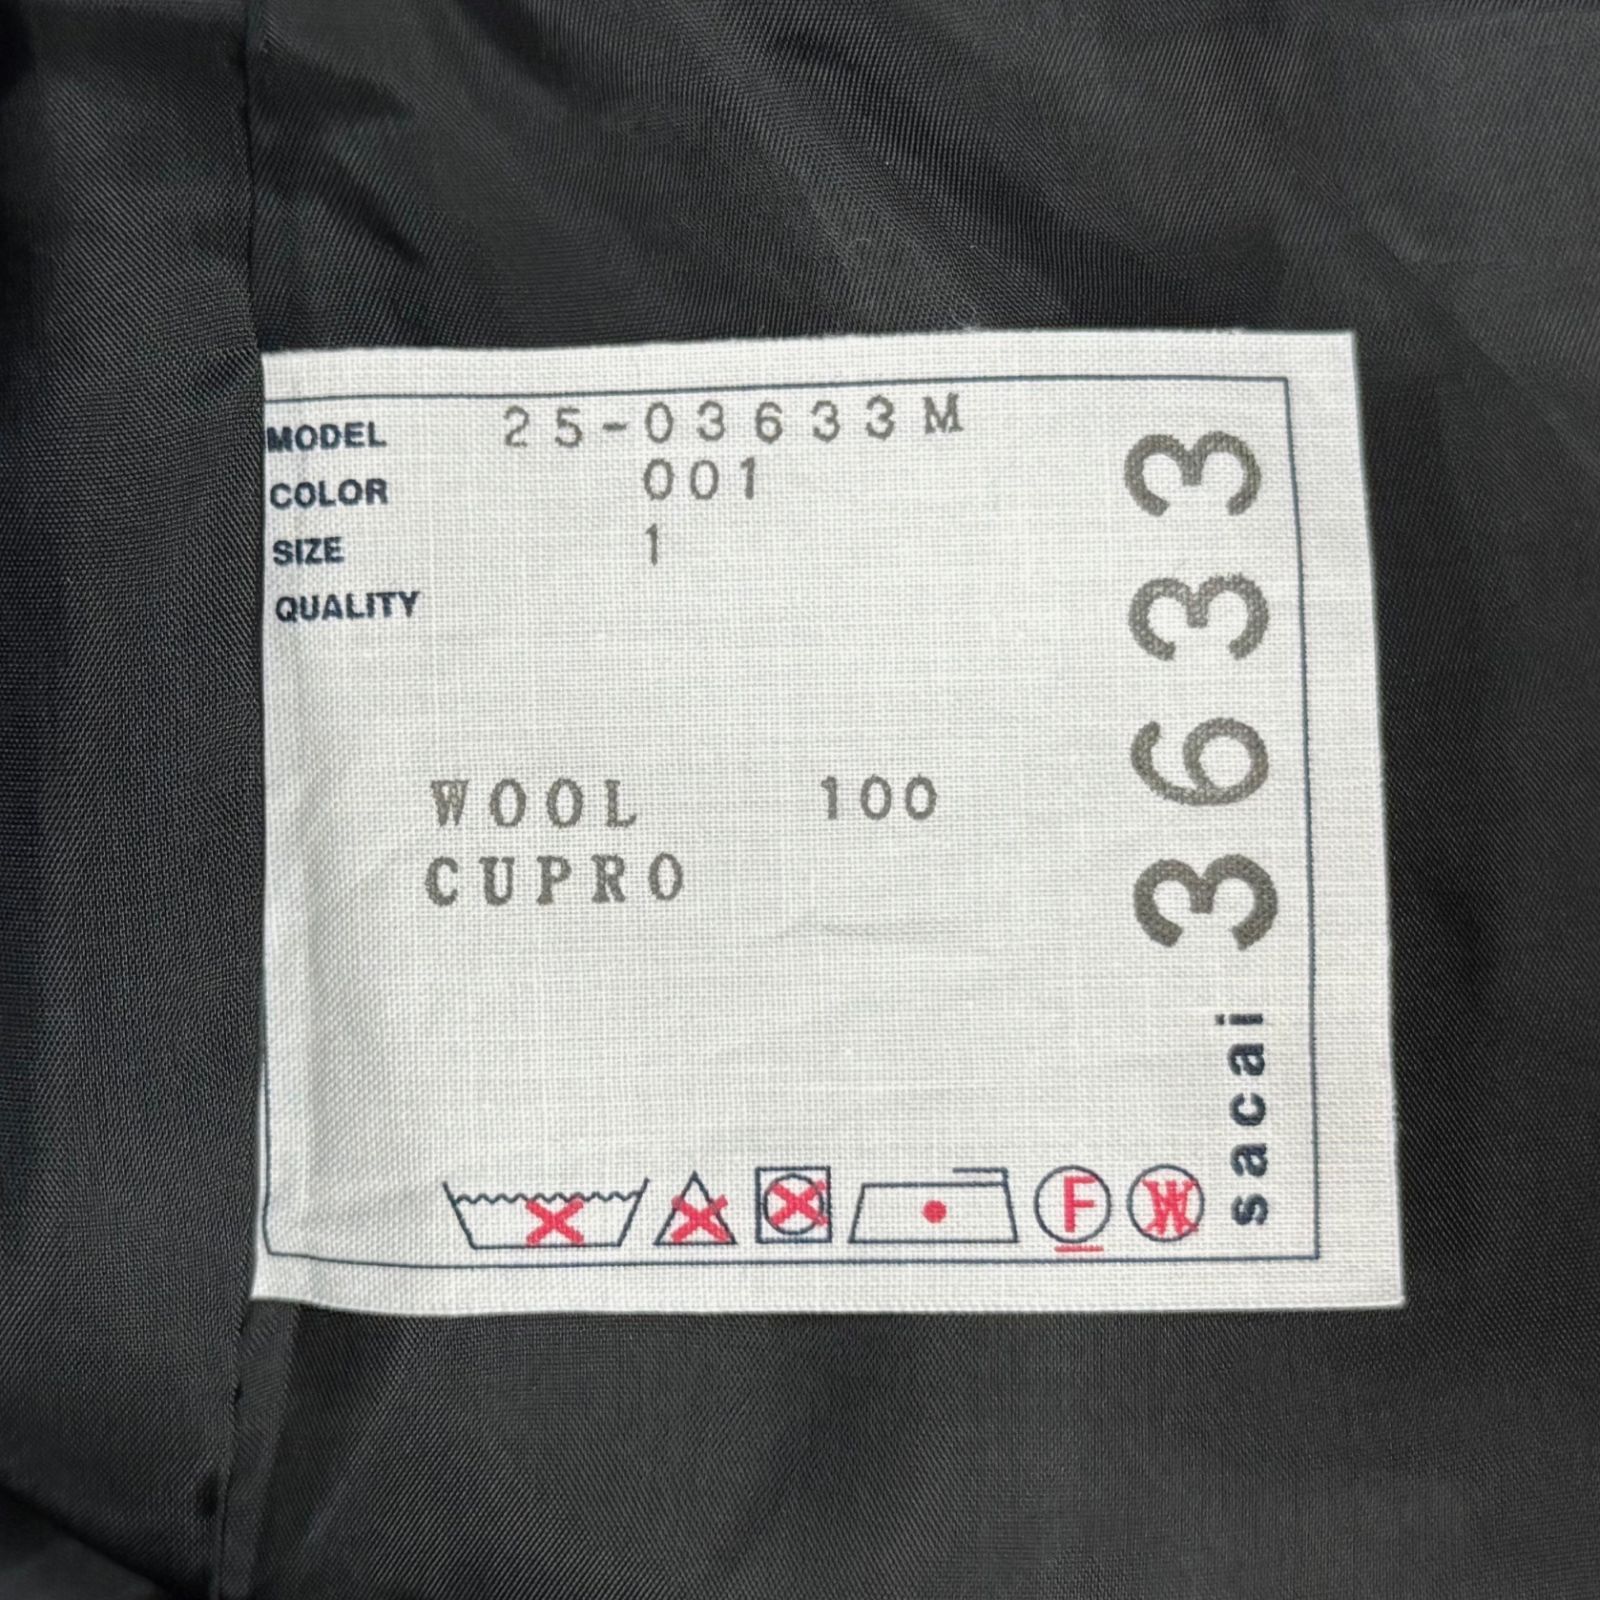 MODEL 25-03633M
COLOR 001
SIZE 1
QUALITY
WOOL 100
CUPRO
F
W
sacai 3633